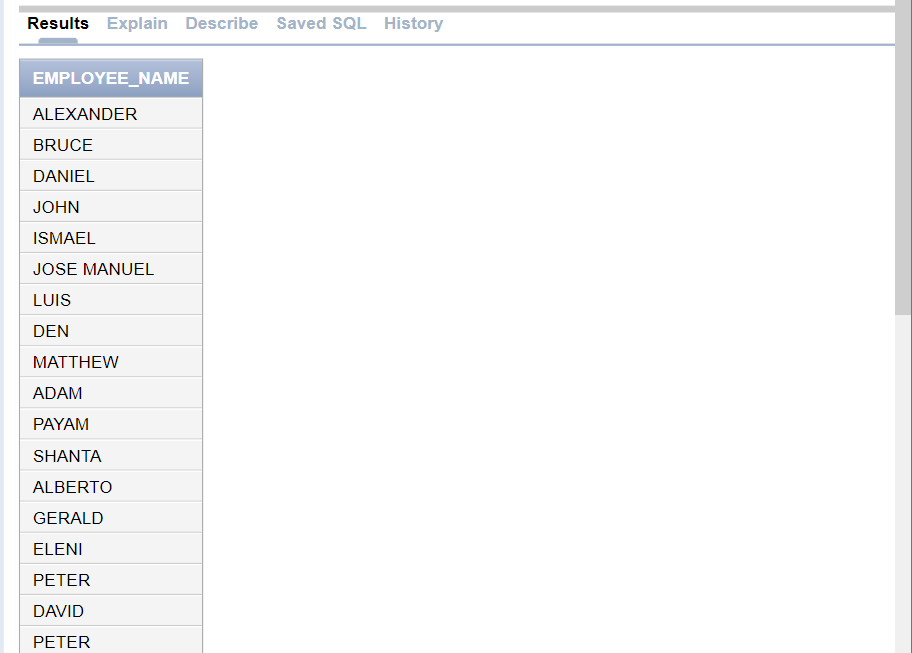 Results Explain Describe Saved SQL History
EMPLOYEE_NAME
ALEXANDER
BRUCE
DANIEL
JOHN
ISMAEL
JOSE MANUEL
LUIS
DEN
MATTHEW
ADAM
PAYAM
SHANTA
ALBERTO
GERALD
ELENI
PETER
DAVID
PETER